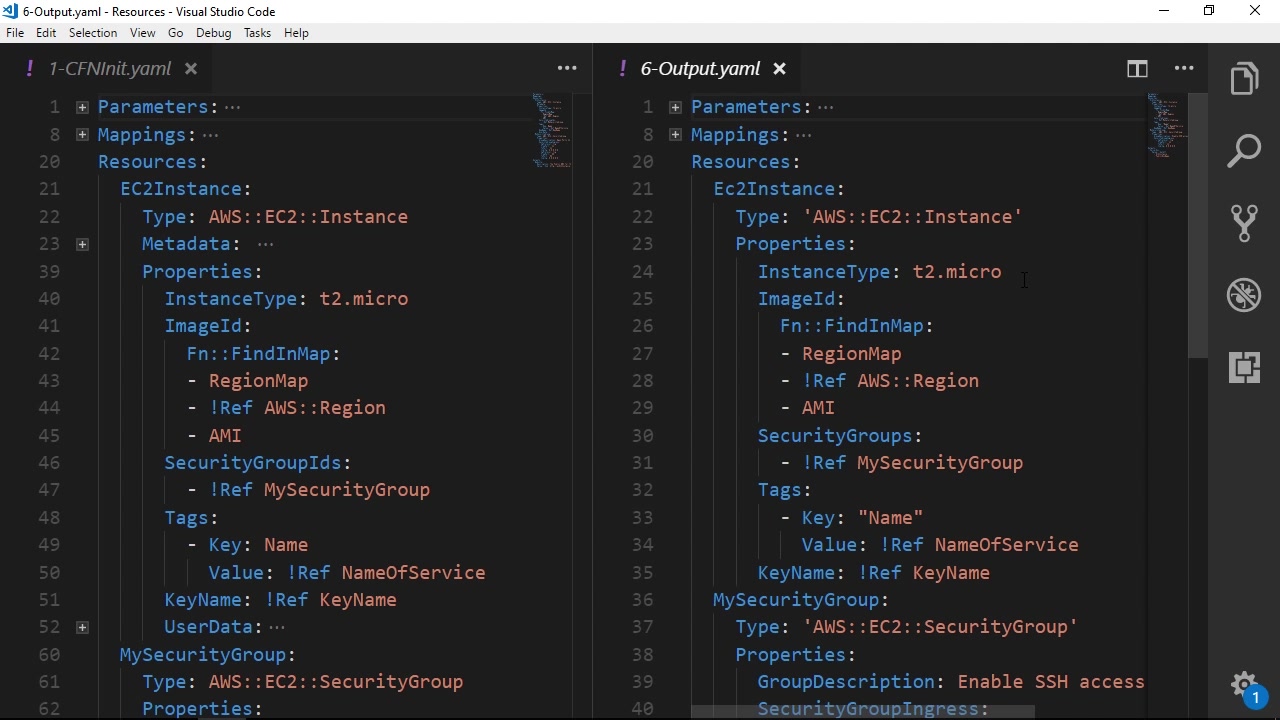 6-Output.yaml - Resources - Visual Studio Code
File Edit Selection View Go Debug Tasks Help
! 1-CFNInit.yaml × ···
1 Parameters: ···
8 Mappings: ···
20 Resources:
21 EC2Instance:
22 Type: AWS::EC2::Instance
23 Metadata: ···
39 Properties:
40 InstanceType: t2.micro
41 ImageId:
42 Fn::FindInMap:
43 - RegionMap
44 - !Ref AWS::Region
45 - AMI
46 SecurityGroupIds:
47 - !Ref MySecurityGroup
48 Tags:
49 - Key: Name
50 Value: !Ref NameOfService
51 KeyName: !Ref KeyName
52 UserData: ···
60 MySecurityGroup:
61 Type: AWS::EC2::SecurityGroup
62 Properties:
! 6-Output.yaml × ···
1 Parameters: ···
8 Mappings: ···
20 Resources:
21 Ec2Instance:
22 Type: 'AWS::EC2::Instance'
23 Properties:
24 InstanceType: t2.micro
25 ImageId:
26 Fn::FindInMap:
27 - RegionMap
28 - !Ref AWS::Region
29 - AMI
30 SecurityGroups:
31 - !Ref MySecurityGroup
32 Tags:
33 - Key: "Name"
34 Value: !Ref NameOfService
35 KeyName: !Ref KeyName
36 MySecurityGroup:
37 Type: 'AWS::EC2::SecurityGroup'
38 Properties:
39 GroupDescription: Enable SSH access
40 SecurityGroupIngress:
1